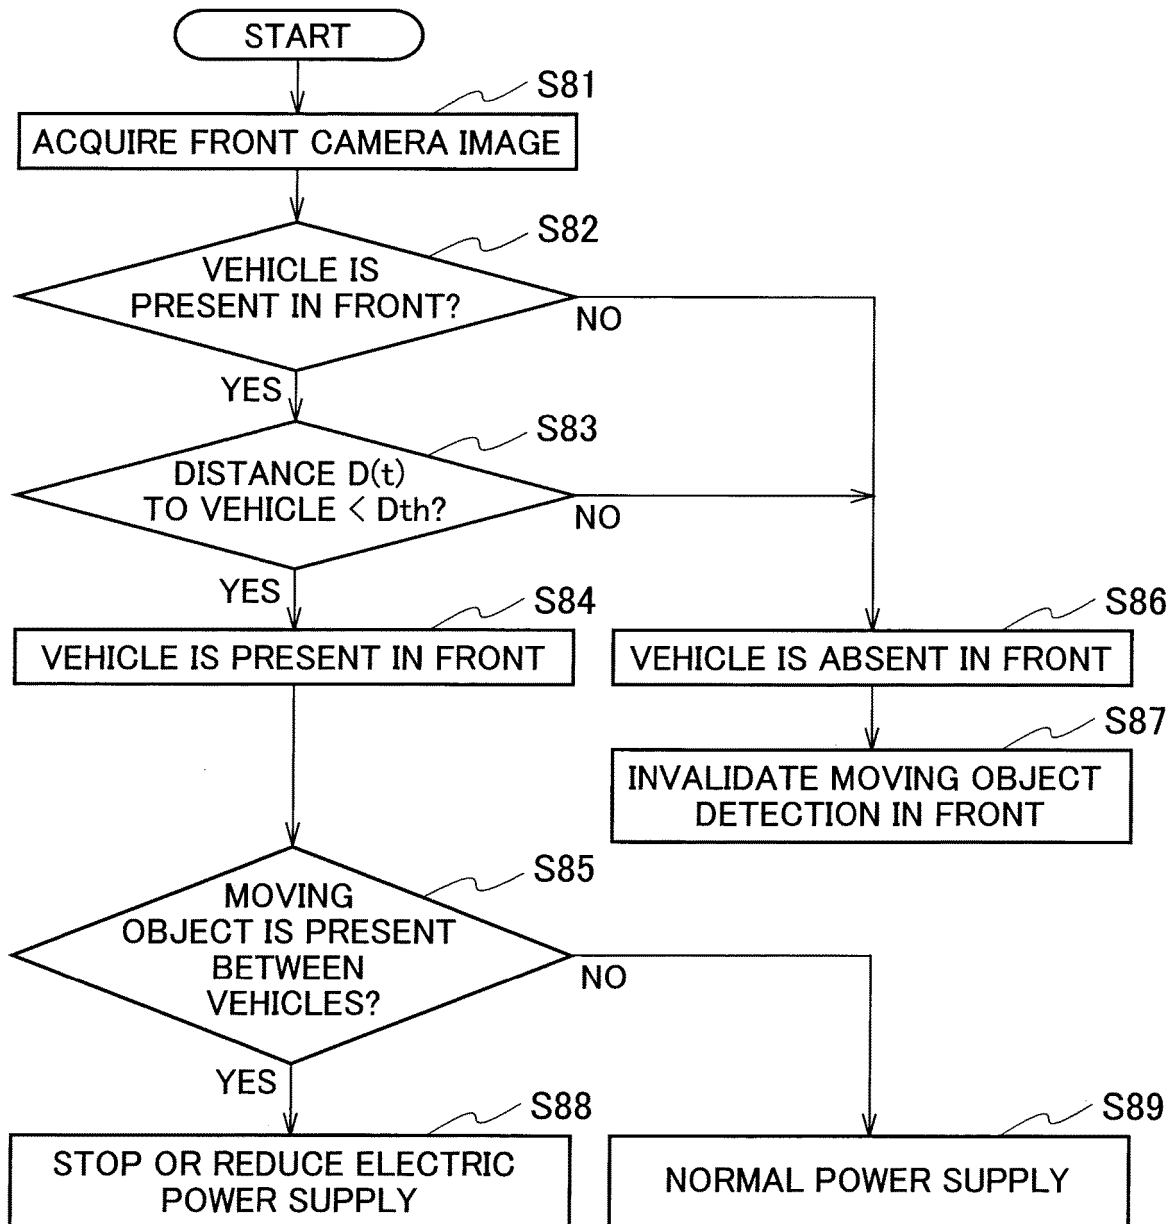 START
S81
ACQUIRE FRONT CAMERA IMAGE
S82
VEHICLE IS
PRESENT IN FRONT?
NO
YES
S83
DISTANCE D(t)
TO VEHICLE < Dth?
NO
YES
S84
VEHICLE IS PRESENT IN FRONT
S86
VEHICLE IS ABSENT IN FRONT
S87
INVALIDATE MOVING OBJECT
DETECTION IN FRONT
S85
MOVING
OBJECT IS PRESENT
BETWEEN
VEHICLES?
NO
YES
S88
STOP OR REDUCE ELECTRIC
POWER SUPPLY
S89
NORMAL POWER SUPPLY